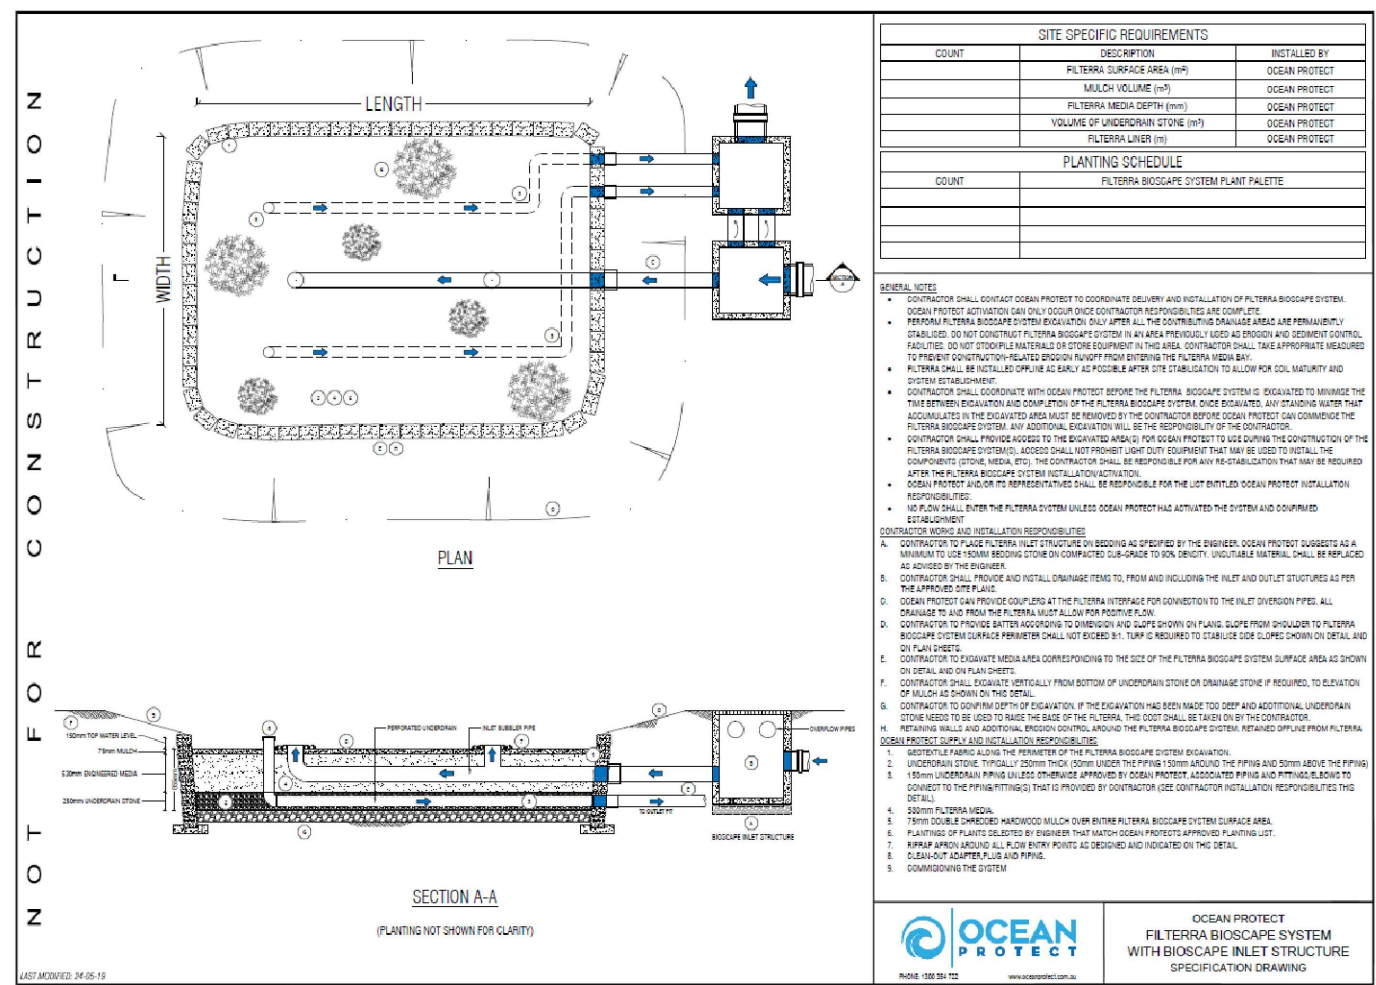 NOT FOR CONSTRUCTION
LENGTH
WIDTH
SECTION
A
PLAN
150mm TOP WATER LEVEL
75mm MULCH
530mm ENGINEERED MEDIA
250mm UNDERDRAIN STONE
PERFORATED UNDERDRAIN
INLET BUBBLER PIPE
OVERFLOW PIPES
TO OUTLET PIT
BIOSCAPE INLET STRUCTURE
SECTION A-A
(PLANTING NOT SHOWN FOR CLARITY)
LAST MODIFIED: 24-05-19
SITE SPECIFIC REQUIREMENTS
COUNT DESCRIPTION INSTALLED BY
FILTERRA SURFACE AREA (m²) OCEAN PROTECT
MULCH VOLUME (m³) OCEAN PROTECT
FILTERRA MEDIA DEPTH (mm) OCEAN PROTECT
VOLUME OF UNDERDRAIN STONE (m³) OCEAN PROTECT
FILTERRA LINER (m) OCEAN PROTECT
PLANTING SCHEDULE
COUNT FILTERRA BIOSCAPE SYSTEM PLANT PALETTE
GENERAL NOTES
• CONTRACTOR SHALL CONTACT OCEAN PROTECT TO COORDINATE DELIVERY AND INSTALLATION OF FILTERRA BIOSCAPE SYSTEM.
OCEAN PROTECT ACTIVIATION CAN ONLY OCCUR ONCE CONTRACTOR RESPONSIBILTIES ARE COMPLETE.
• PERFORM FILTERRA BIOSCAPE SYSTEM EXCAVATION ONLY AFTER ALL THE CONTRIBUTING DRAINAGE AREAS ARE PERMANENTLY
STABILISED. DO NOT CONSTRUCT FILTERRA BIOSCAPE SYSTEM IN AN AREA PREVIOUSLY USED AS EROSION AND SEDIMENT CONTROL
FACILITIES. DO NOT STOCKPILE MATERIALS OR STORE EQUIPMENT IN THIS AREA. CONTRACTOR SHALL TAKE APPROPRIATE MEASURES
TO PREVENT CONSTRUCTION-RELATED EROSION RUNOFF FROM ENTERING THE FILTERRA MEDIA BAY.
• FILTERRA SHALL BE INSTALLED OFFLINE AS EARLY AS POSSIBLE AFTER SITE STABILISATION TO ALLOW FOR SOIL MATURITY AND
SYSTEM ESTABLISHMENT.
• CONTRACTOR SHALL COORDINATE WITH OCEAN PROTECT BEFORE THE FILTERRA BIOSCAPE SYSTEM IS EXCAVATED TO MINIMISE THE
TIME BETWEEN EXCAVATION AND COMPLETION OF THE FILTERRA BIOSCAPE SYSTEM. ONCE EXCAVATED, ANY STANDING WATER THAT
ACCUMULATES IN THE EXCAVATED AREA MUST BE REMOVED BY THE CONTRACTOR BEFORE OCEAN PROTECT CAN COMMENCE THE
FILTERRA BIOSCAPE SYSTEM. ANY ADDITIONAL EXCAVATION WILL BE THE RESPONSIBILITY OF THE CONTRACTOR.
• CONTRACTOR SHALL PROVIDE ACCESS TO THE EXCAVATED AREA(S) FOR OCEAN PROTECT TO USE DURING THE CONSTRUCTION OF THE
FILTERRA BIOSCAPE SYSTEM(S). ACCESS SHALL NOT PROHIBIT LIGHT DUTY EQUIPMENT THAT MAY BE USED TO INSTALL THE
COMPONENTS (STONE, MEDIA, ETC). THE CONTRACTOR SHALL BE RESPONSIBLE FOR ANY RE-STABILIZATION THAT MAY BE REQUIRED
AFTER THE FILTERRA BIOSCAPE SYSTEM INSTALLATION/ACTIVATION.
• OCEAN PROTECT AND/OR ITS REPRESENTATIVES SHALL BE RESPONSIBLE FOR THE LIST ENTITLED 'OCEAN PROTECT INSTALLATION
RESPONSIBILITIES'.
• NO FLOW SHALL ENTER THE FILTERRA SYSTEM UNLESS OCEAN PROTECT HAS ACTIVATED THE SYSTEM AND CONFIRMED
ESTABLISHMENT
CONTRACTOR WORKS AND INSTALLATION RESPONSIBILITIES
A. CONTRACTOR TO PLACE FILTERRA INLET STRUCTURE ON BEDDING AS SPECIFIED BY THE ENGINEER. OCEAN PROTECT SUGGESTS AS A
MINIMUM TO USE 150MM BEDDING STONE ON COMPACTED SUB-GRADE TO 90% DENSITY. UNSUTIABLE MATERIAL SHALL BE REPLACED
AS ADVISED BY THE ENGINEER.
B. CONTRACTOR SHALL PROVIDE AND INSTALL DRAINAGE ITEMS TO, FROM AND INCLUDING THE INLET AND OUTLET STUCTURES AS PER
THE APPROVED SITE PLANS.
C. OCEAN PROTECT CAN PROVIDE COUPLERS AT THE FILTERRA INTERFACE FOR CONNECTION TO THE INLET DIVERSION PIPES. ALL
DRAINAGE TO AND FROM THE FILTERRA MUST ALLOW FOR POSITIVE FLOW.
D. CONTRACTOR TO PROVIDE BATTER ACCORDING TO DIMENSION AND SLOPE SHOWN ON PLANS. SLOPE FROM SHOULDER TO FILTERRA
BIOSCAPE SYSTEM SURFACE PERIMETER SHALL NOT EXCEED 3:1. TURF IS REQUIRED TO STABILISE SIDE SLOPES SHOWN ON DETAIL AND
ON PLAN SHEETS.
E. CONTRACTOR TO EXCAVATE MEDIA AREA CORRESPONDING TO THE SIZE OF THE FILTERRA BIOSCAPE SYSTEM SURFACE AREA AS SHOWN
ON DETAIL AND ON PLAN SHEETS.
F. CONTRACTOR SHALL EXCAVATE VERTICALLY FROM BOTTOM OF UNDERDRAIN STONE OR DRAINAGE STONE IF REQUIRED, TO ELEVATION
OF MULCH AS SHOWN ON THIS DETAIL.
G. CONTRACTOR TO CONFIRM DEPTH OF EXCAVATION. IF THE EXCAVATION HAS BEEN MADE TOO DEEP AND ADDITIONAL UNDERDRAIN
STONE NEEDS TO BE USED TO RAISE THE BASE OF THE FILTERRA, THIS COST SHALL BE TAKEN ON BY THE CONTRACTOR.
H. RETAINING WALLS AND ADDITIONAL EROSION CONTROL AROUND THE FILTERRA BIOSCAPE SYSTEM. RETAINED OFFLINE FROM FILTERRA
OCEAN PROTECT SUPPLY AND INSTALLATION RESPONSIBILITIES
1. GEOTEXTILE FABRIC ALONG THE PERIMETER OF THE FILTERRA BIOSCAPE SYSTEM EXCAVATION.
2. UNDERDRAIN STONE. TYPICALLY 250mm THICK (50mm UNDER THE PIPING 150mm AROUND THE PIPING AND 50mm ABOVE THE PIPING)
3. 150mm UNDERDRAIN PIPING UNLESS OTHERWISE APPROVED BY OCEAN PROTECT, ASSOCIATED PIPING AND FITTINGS/ELBOWS TO
CONNECT TO THE PIPING/FITTING(S) THAT IS PROVIDED BY CONTRACTOR (SEE CONTRACTOR INSTALLATION RESPONSIBILITIES THIS
DETAIL).
4. 530mm FILTERRA MEDIA.
5. 75mm DOUBLE SHREDDED HARDWOOD MULCH OVER ENTIRE FILTERRA BIOSCAPE SYSTEM SURFACE AREA.
6. PLANTINGS OF PLANTS SELECTED BY ENGINEER THAT MATCH OCEAN PROTECTS APPROVED PLANTING LIST.
7. RIPRAP APRON AROUND ALL FLOW ENTRY POINTS AS DESIGNED AND INDICATED ON THIS DETAIL
8. CLEAN-OUT ADAPTER,PLUG AND PIPING.
9. COMMISIONING THE SYSTEM
OCEAN
PROTECT
PHONE: 1300 354 722 www.oceanprotect.com.au
OCEAN PROTECT
FILTERRA BIOSCAPE SYSTEM
WITH BIOSCAPE INLET STRUCTURE
SPECIFICATION DRAWING